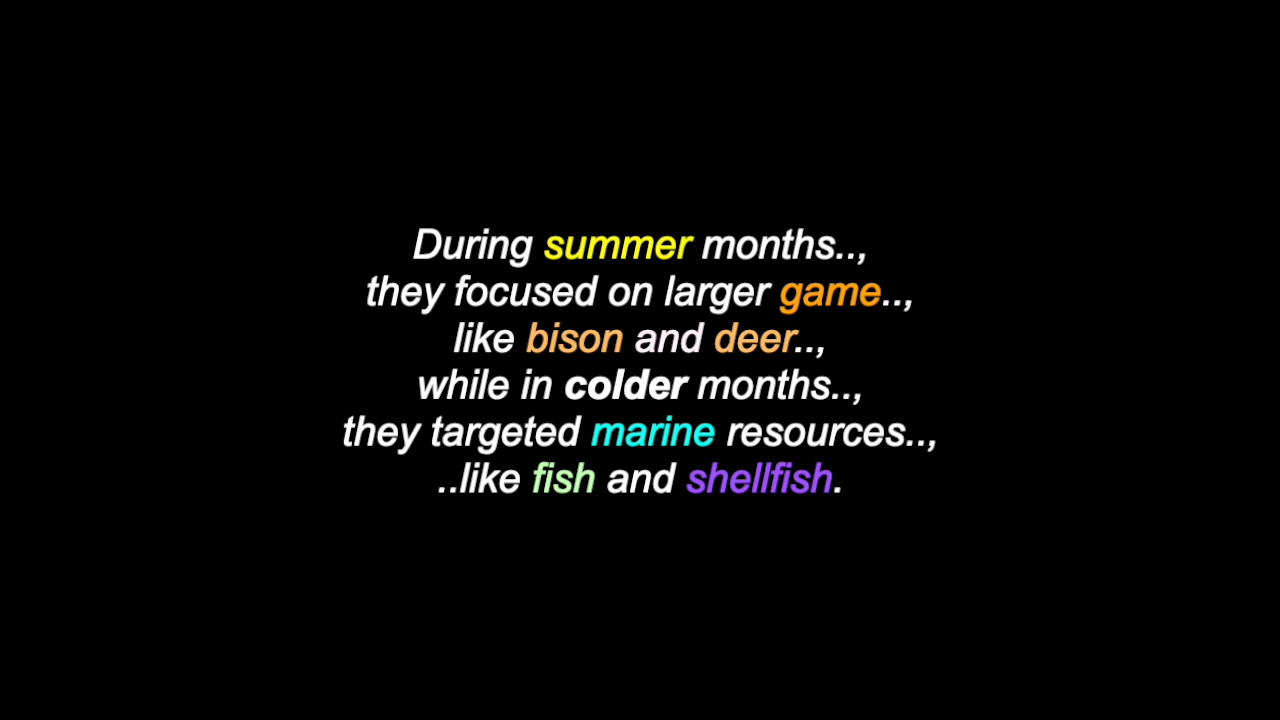 During summer months..,
they focused on larger game..,
like bison and deer..,
while in colder months..,
they targeted marine resources..,
..like fish and shellfish.